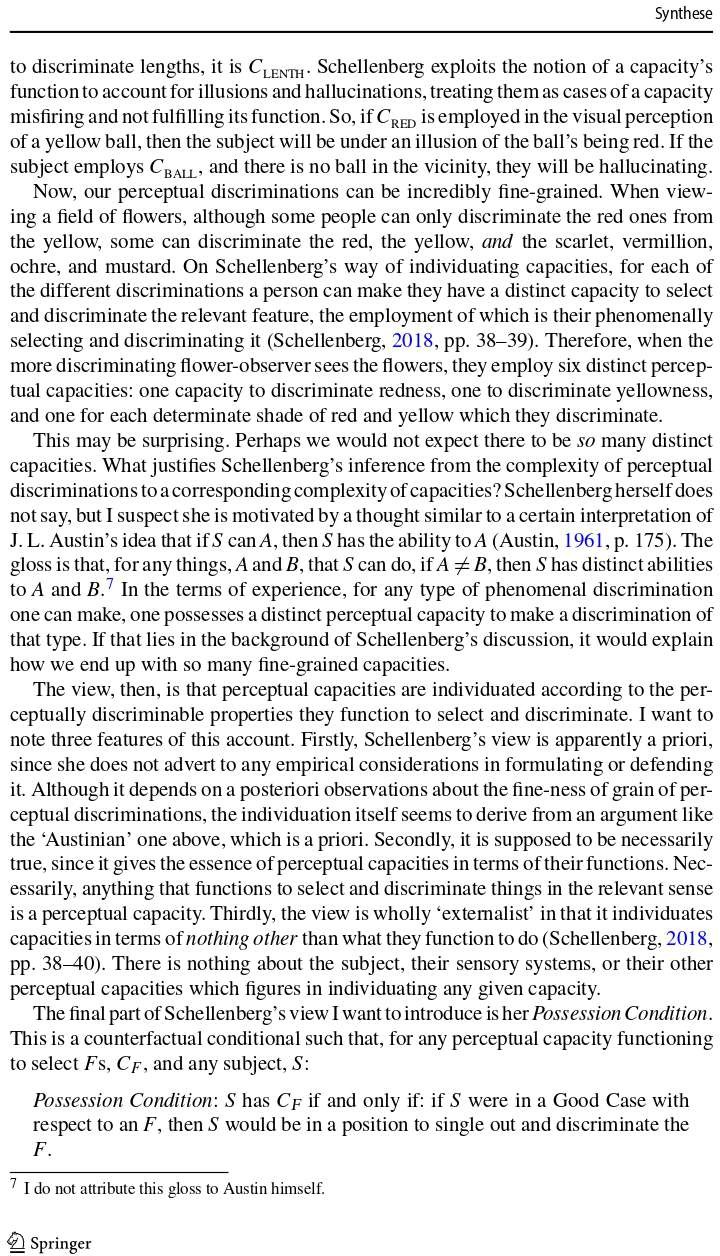 Synthese
to discriminate lengths, it is C_LENTH. Schellenberg exploits the notion of a capacity's
function to account for illusions and hallucinations, treating them as cases of a capacity
misfiring and not fulfilling its function. So, if C_RED is employed in the visual perception
of a yellow ball, then the subject will be under an illusion of the ball's being red. If the
subject employs C_BALL, and there is no ball in the vicinity, they will be hallucinating.
Now, our perceptual discriminations can be incredibly fine-grained. When view-
ing a field of flowers, although some people can only discriminate the red ones from
the yellow, some can discriminate the red, the yellow, and the scarlet, vermillion,
ochre, and mustard. On Schellenberg's way of individuating capacities, for each of
the different discriminations a person can make they have a distinct capacity to select
and discriminate the relevant feature, the employment of which is their phenomenally
selecting and discriminating it (Schellenberg, 2018, pp. 38–39). Therefore, when the
more discriminating flower-observer sees the flowers, they employ six distinct percep-
tual capacities: one capacity to discriminate redness, one to discriminate yellowness,
and one for each determinate shade of red and yellow which they discriminate.
This may be surprising. Perhaps we would not expect there to be so many distinct
capacities. What justifies Schellenberg's inference from the complexity of perceptual
discriminations to a corresponding complexity of capacities? Schellenberg herself does
not say, but I suspect she is motivated by a thought similar to a certain interpretation of
J. L. Austin's idea that if S can A, then S has the ability to A (Austin, 1961, p. 175). The
gloss is that, for any things, A and B, that S can do, if A ≠ B, then S has distinct abilities
to A and B.7 In the terms of experience, for any type of phenomenal discrimination
one can make, one possesses a distinct perceptual capacity to make a discrimination of
that type. If that lies in the background of Schellenberg's discussion, it would explain
how we end up with so many fine-grained capacities.
The view, then, is that perceptual capacities are individuated according to the per-
ceptually discriminable properties they function to select and discriminate. I want to
note three features of this account. Firstly, Schellenberg's view is apparently a priori,
since she does not advert to any empirical considerations in formulating or defending
it. Although it depends on a posteriori observations about the fine-ness of grain of per-
ceptual discriminations, the individuation itself seems to derive from an argument like
the 'Austinian' one above, which is a priori. Secondly, it is supposed to be necessarily
true, since it gives the essence of perceptual capacities in terms of their functions. Nec-
essarily, anything that functions to select and discriminate things in the relevant sense
is a perceptual capacity. Thirdly, the view is wholly 'externalist' in that it individuates
capacities in terms of nothing other than what they function to do (Schellenberg, 2018,
pp. 38–40). There is nothing about the subject, their sensory systems, or their other
perceptual capacities which figures in individuating any given capacity.
The final part of Schellenberg's view I want to introduce is her Possession Condition.
This is a counterfactual conditional such that, for any perceptual capacity functioning
to select Fs, C_F, and any subject, S:
Possession Condition: S has C_F if and only if: if S were in a Good Case with
respect to an F, then S would be in a position to single out and discriminate the
F.
7 I do not attribute this gloss to Austin himself.
Springer